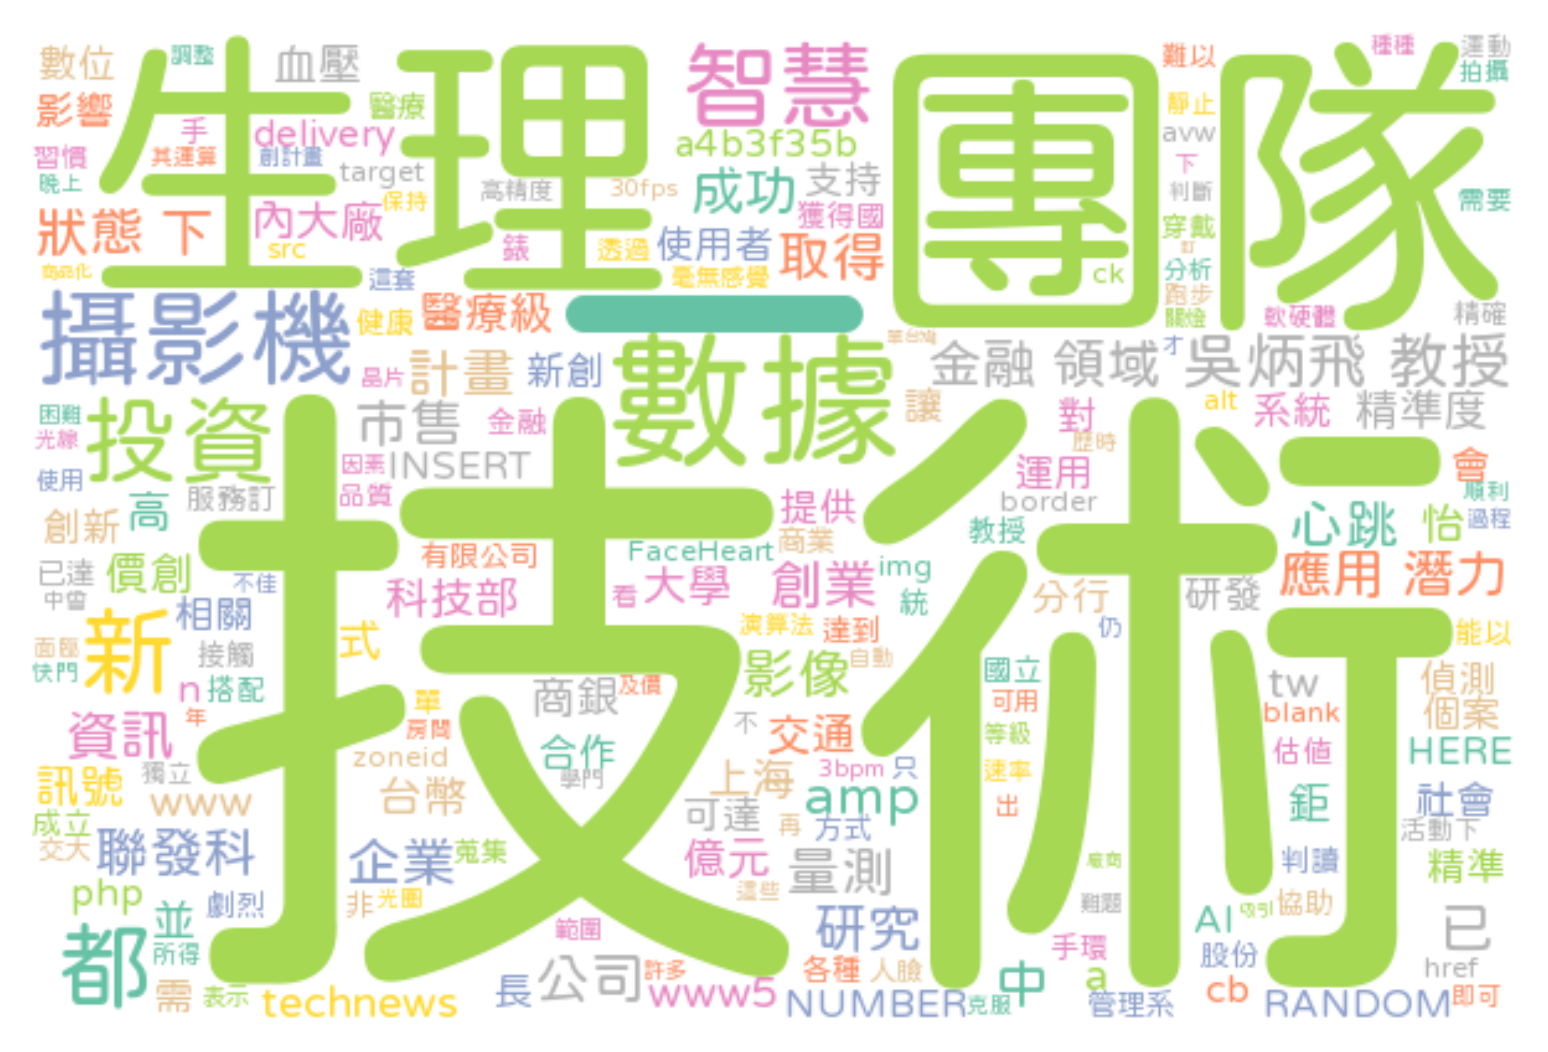 數位 調整 血壓 生理 智慧 團隊 難以 種種 運動
拍攝
影響 醫療 靜止
手 delivery a4b3f35b avw
習慣 其運算 創計畫 target 下
晚上 保持 高精度 30fps 成功 支持 判斷 需要
狀態 下 內大廠 獲得國 穿戴
src 錶 透過 使用者 取得 分析 ck
商品化 這套 毫無感覺 跑步
攝影機 健康 醫療級 一 關燈 軟硬體 精確
數據 金融 領域 吳炳飛 教授 才
晶片 計畫 新創 讓 alt 系統 精準度
困難 投資 市售 金融 對
光線 歷時
使用 因素 INSERT 運用 會
創新 高 服務訂 品質 技術 提供 border 順利
教授 心跳 怡 過程
已達 價創 不佳 有限公司 FaceHeart 商業 img 應用 潛力
中曾 相關 科技部 看 大學 創業 統 分行 研發
面臨 新 式 演算法 達到 仍 能以
快門 接觸 影像 自動 國立 偵測
n 搭配 單 商銀 及價 可用 tw 個案
年 房間 不 交通 等級 blank
資訊 zoneid 合作 估值 HERE
訊號 獨立 學門 上海 3bpm 只 速率
www 台幣 amp 出 鉅 社會
成立 可達 再 方式 活動下
交大 聯發科 企業 蒐集 億元 量測 廠商 判讀 精準
php 劇烈 非 光圈 這些 難題 協助
都 並 範圍 研究 AI 吸引 已
所得 手環 股份
需 表示 technews 長 公司 許多 各種 人臉 中 a cb href
www5 NUMBER 克服 管理系 RANDOM 即可